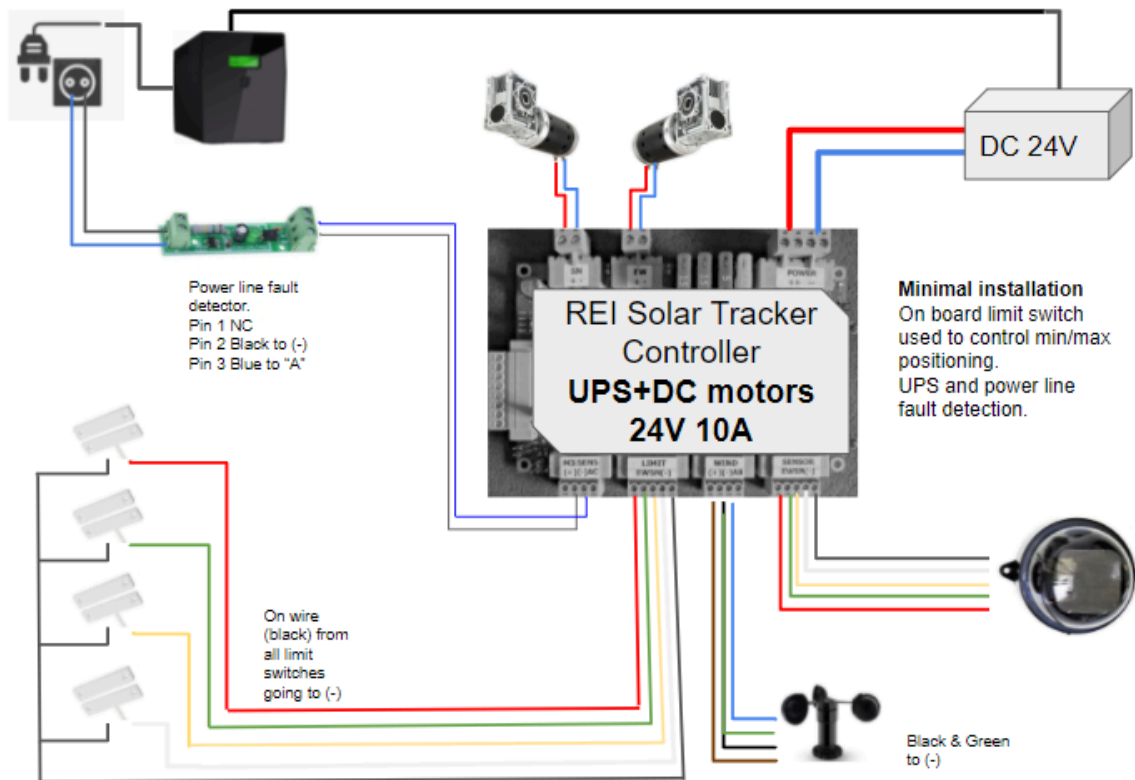 DC 24V
Power line fault
detector.
Pin 1 NC
Pin 2 Black to (-)
Pin 3 Blue to “A”
SN
EW
POWER
REI Solar Tracker
Controller
UPS+DC motors
24V 10A
Minimal installation
On board limit switch
used to control min/max
positioning.
UPS and power line
fault detection.
LIMIT
EWSN(-)
WIND
(+)(-)AB
SENSOR
EWSN(-)
On wire
(black) from
all limit
switches
going to (-)
Black & Green
to (-)